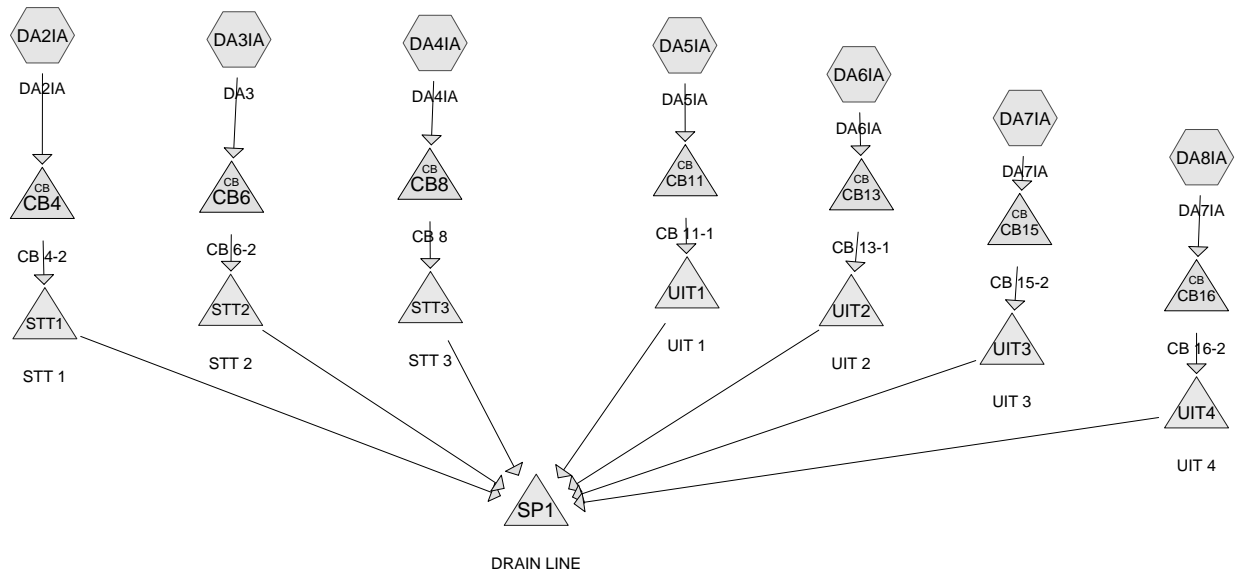 DA2IA
DA3IA
DA4IA
DA5IA
DA6IA
DA7IA
DA8IA
DA2IA
DA3
DA4IA
DA5IA
DA6IA
DA7IA
DA7IA
CB
CB4
CB
CB6
CB
CB8
CB
CB11
CB
CB13
CB
CB15
CB
CB16
CB 4-2
CB 6-2
CB 8
CB 11-1
CB 13-1
CB 15-2
CB 16-2
STT1
STT2
STT3
UIT1
UIT2
UIT3
UIT4
STT 1
STT 2
STT 3
UIT 1
UIT 2
UIT 3
UIT 4
SP1
DRAIN LINE